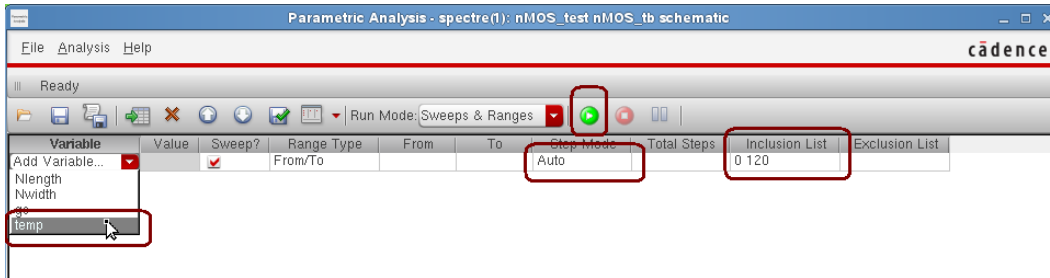 Parametric Analysis - spectre(1): nMOS_test nMOS_tb schematic
File Analysis Help
cādence
Ready
Run Mode: Sweeps & Ranges
Variable Value Sweep? Range Type From To Step Mode Total Steps Inclusion List Exclusion List
Add Variable... From/To Auto 0 120
Nlength
Nwidth
temp